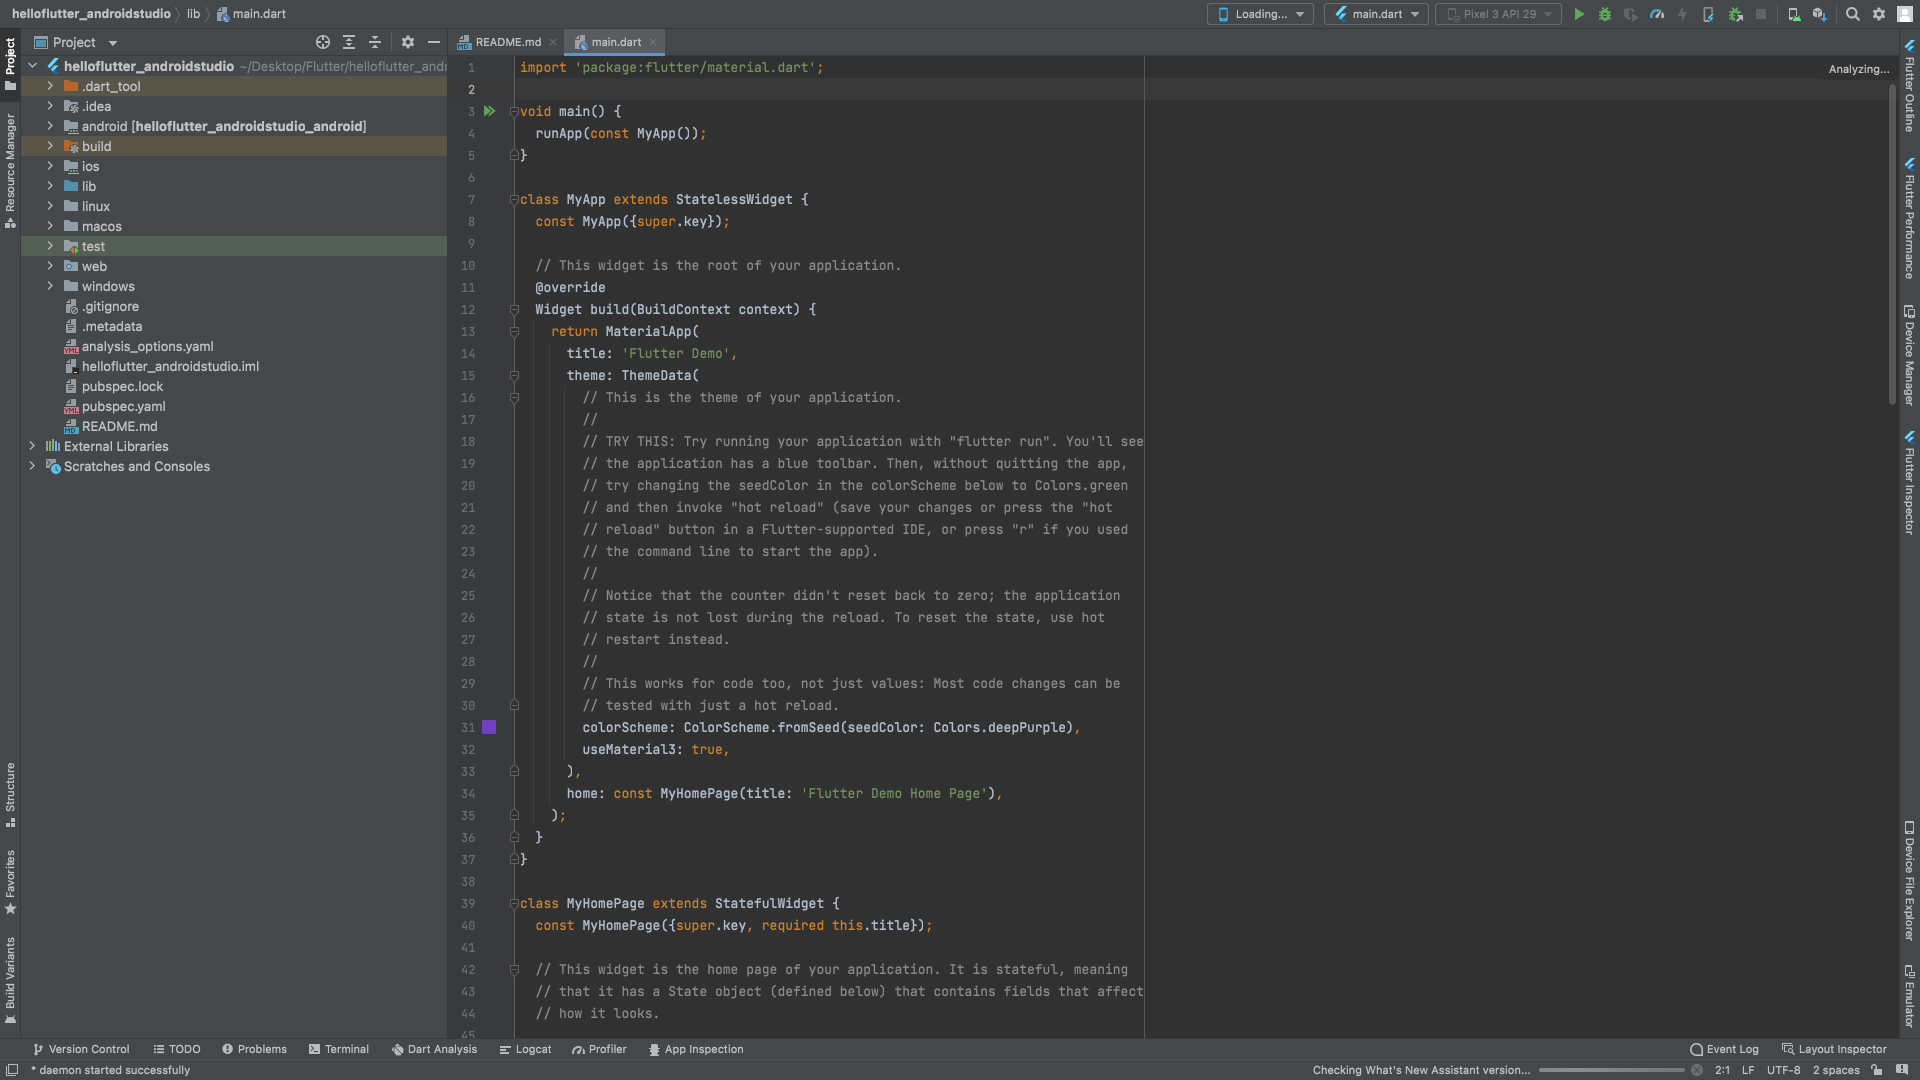 helloflutter_androidstudio lib main.dart
Loading... main.dart Pixel 3 API 29
Project
README.md main.dart
Analyzing...
helloflutter_androidstudio ~/Desktop/Flutter/helloflutter_andr
.dart_tool
.idea
android [helloflutter_androidstudio_android]
build
ios
lib
linux
macos
test
web
windows
.gitignore
.metadata
analysis_options.yaml
helloflutter_androidstudio.iml
pubspec.lock
pubspec.yaml
README.md
External Libraries
Scratches and Consoles
Project
Resource Manager
Structure
Favorites
Build Variants
1 import 'package:flutter/material.dart';
2
3 void main() {
4 runApp(const MyApp());
5 }
6
7 class MyApp extends StatelessWidget {
8 const MyApp({super.key});
9
10 // This widget is the root of your application.
11 @override
12 Widget build(BuildContext context) {
13 return MaterialApp(
14 title: 'Flutter Demo',
15 theme: ThemeData(
16 // This is the theme of your application.
17 //
18 // TRY THIS: Try running your application with "flutter run". You'll see
19 // the application has a blue toolbar. Then, without quitting the app,
20 // try changing the seedColor in the colorScheme below to Colors.green
21 // and then invoke "hot reload" (save your changes or press the "hot
22 // reload" button in a Flutter-supported IDE, or press "r" if you used
23 // the command line to start the app).
24 //
25 // Notice that the counter didn't reset back to zero; the application
26 // state is not lost during the reload. To reset the state, use hot
27 // restart instead.
28 //
29 // This works for code too, not just values: Most code changes can be
30 // tested with just a hot reload.
31 colorScheme: ColorScheme.fromSeed(seedColor: Colors.deepPurple),
32 useMaterial3: true,
33 ),
34 home: const MyHomePage(title: 'Flutter Demo Home Page'),
35 );
36 }
37 }
38
39 class MyHomePage extends StatefulWidget {
40 const MyHomePage({super.key, required this.title});
41
42 // This widget is the home page of your application. It is stateful, meaning
43 // that it has a State object (defined below) that contains fields that affect
44 // how it looks.
45
Flutter Outline
Flutter Performance
Device Manager
Flutter Inspector
Device File Explorer
Emulator
Version Control TODO Problems Terminal Dart Analysis Logcat Profiler App Inspection Event Log Layout Inspector
* daemon started successfully Checking What's New Assistant version... 2:1 LF UTF-8 2 spaces